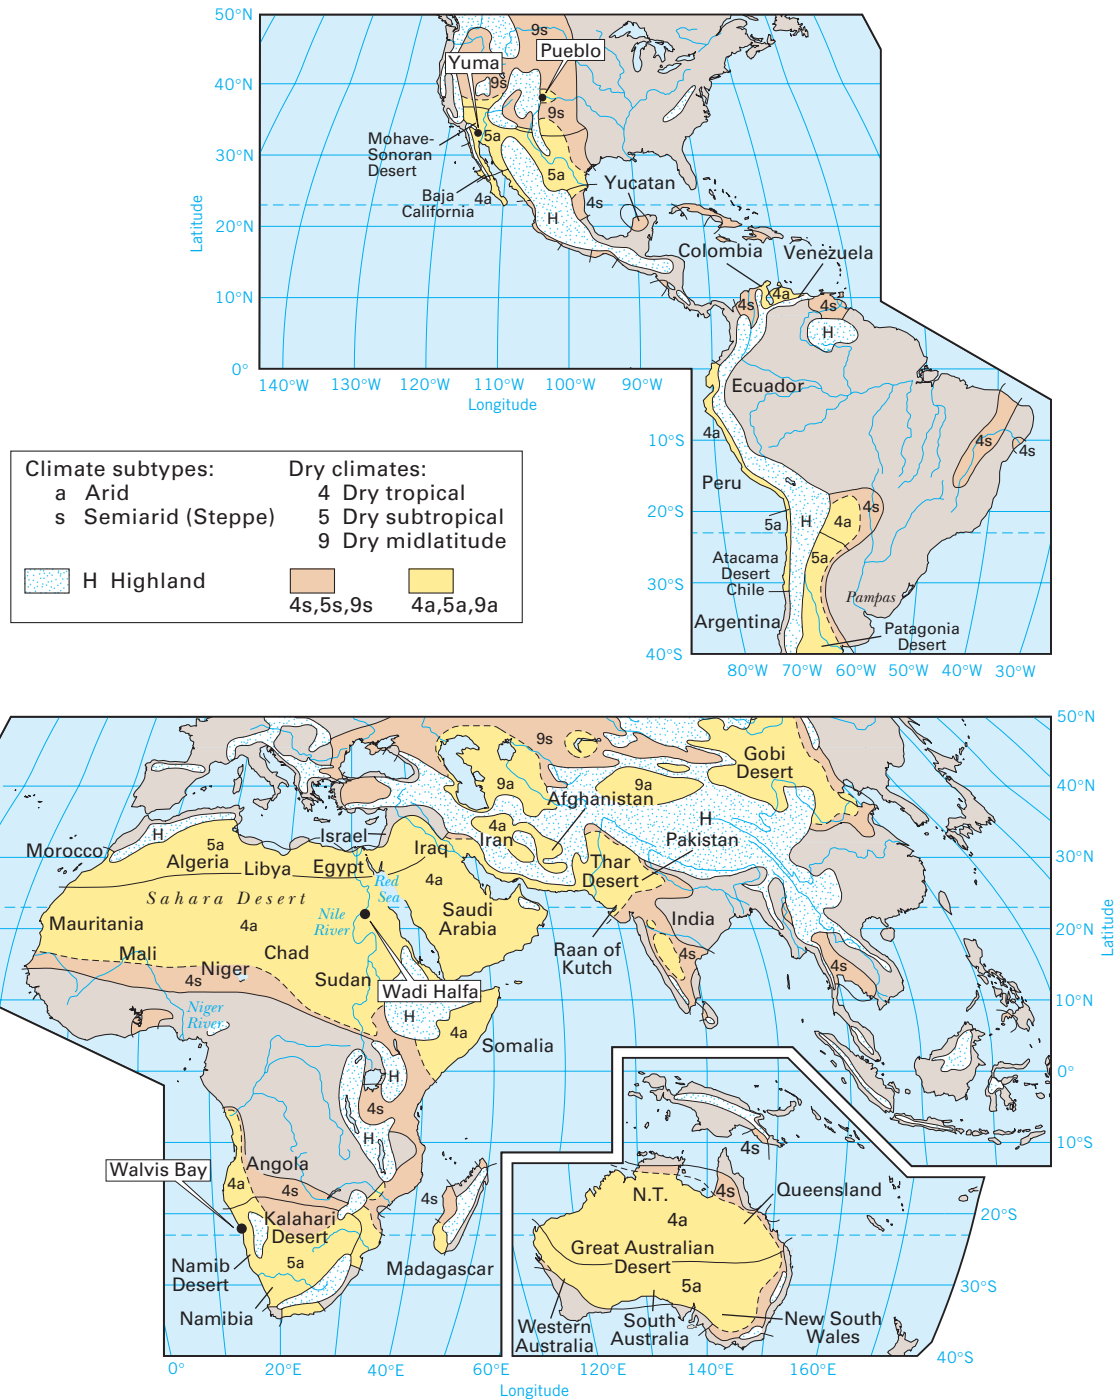 50°N
40°N
30°N
20°N
10°N
0°
Latitude
140°W
130°W
120°W
110°W
100°W
90°W
Longitude
9s
Pueblo
Yuma
9s
9s
Mohave-
Sonoran
Desert
5a
5a
Baja
California
4a
Yucatan
4s
H
Colombia
Venezuela
4s
4a
4s
H
Ecuador
4a
10°S
4s
4s
Peru
20°S
5a
H
4a
4s
Atacama
Desert
Chile
5a
30°S
Pampas
Argentina
Patagonia
Desert
40°S
80°W
70°W
60°W
50°W
40°W
30°W
Climate subtypes:
a Arid
s Semiarid (Steppe)
H Highland
Dry climates:
4 Dry tropical
5 Dry subtropical
9 Dry midlatitude
4s,5s,9s
4a,5a,9a
50°N
40°N
30°N
20°N
10°N
0°
10°S
Latitude
9s
Gobi
Desert
9a
9a
Afghanistan
H
Pakistan
4a
Iran
Israel
H
Morocco
5a
Algeria
Libya
Egypt
Iraq
Thar
Desert
Red
Sea
4a
Sahara Desert
Mauritania
4a
Nile
River
Saudi
Arabia
India
Raan of
Kutch
4s
4s
Mali
Niger
Chad
Sudan
4s
Wadi Halfa
Niger
River
H
4a
Somalia
H
4s
H
Walvis Bay
Angola
4a
4s
4s
Kalahari
Desert
Namib
Desert
5a
Namibia
Madagascar
4s
4s
N.T.
Queensland
4a
Great Australian
Desert
5a
Western
Australia
South
Australia
New South
Wales
20°S
30°S
40°S
0°
20°E
40°E
60°E
120°E
140°E
160°E
Longitude